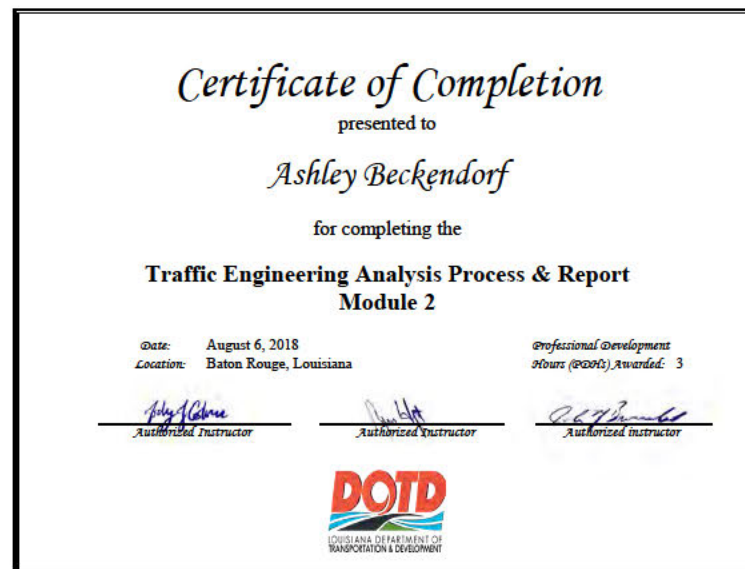 Certificate of Completion
presented to
Ashley Beckendorf
for completing the
Traffic Engineering Analysis Process & Report
Module 2
Date: August 6, 2018
Location: Baton Rouge, Louisiana
Professional Development
Hours (PDHs) Awarded: 3
Authorized Instructor
Authorized Instructor
Authorized instructor
DOTD
LOUISIANA DEPARTMENT OF
TRANSPORTATION & DEVELOPMENT